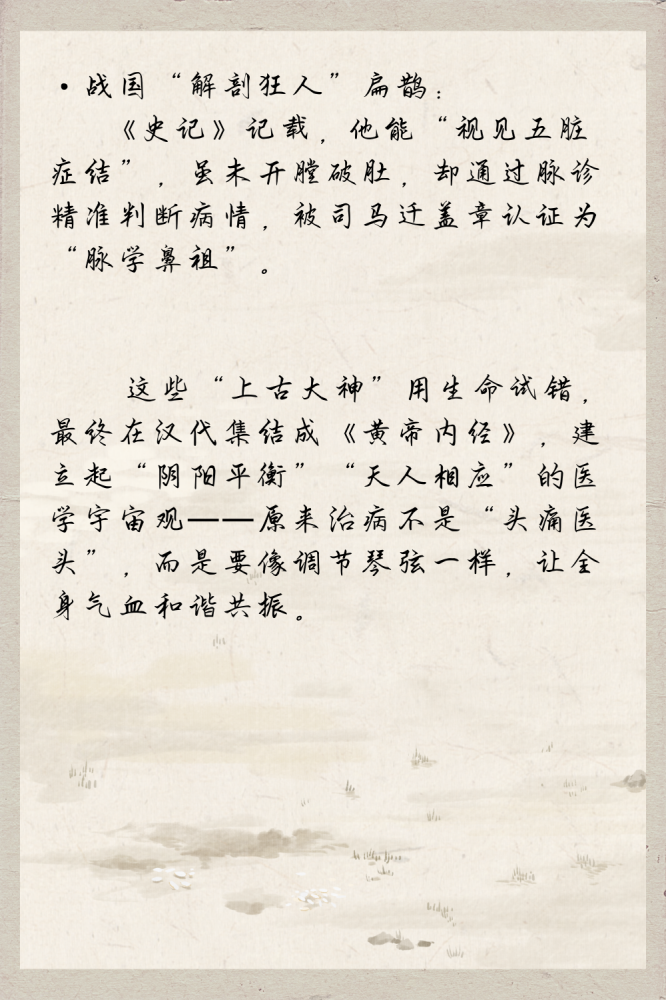 ·战国“解剖狂人”扁鹊：
《史记》记载，他能“视见五脏
症结”，虽未开膛破肚，却通过脉诊
精准判断病情，被司马迁盖章认证为
“脉学鼻祖”。
这些“上古大神”用生命试错，
最终在汉代集结成《黄帝内经》，建
立起“阴阳平衡”“天人相应”的医
学宇宙观——原来治病不是“头痛医
头”，而是要像调节琴弦一样，让全
身气血和谐共振。